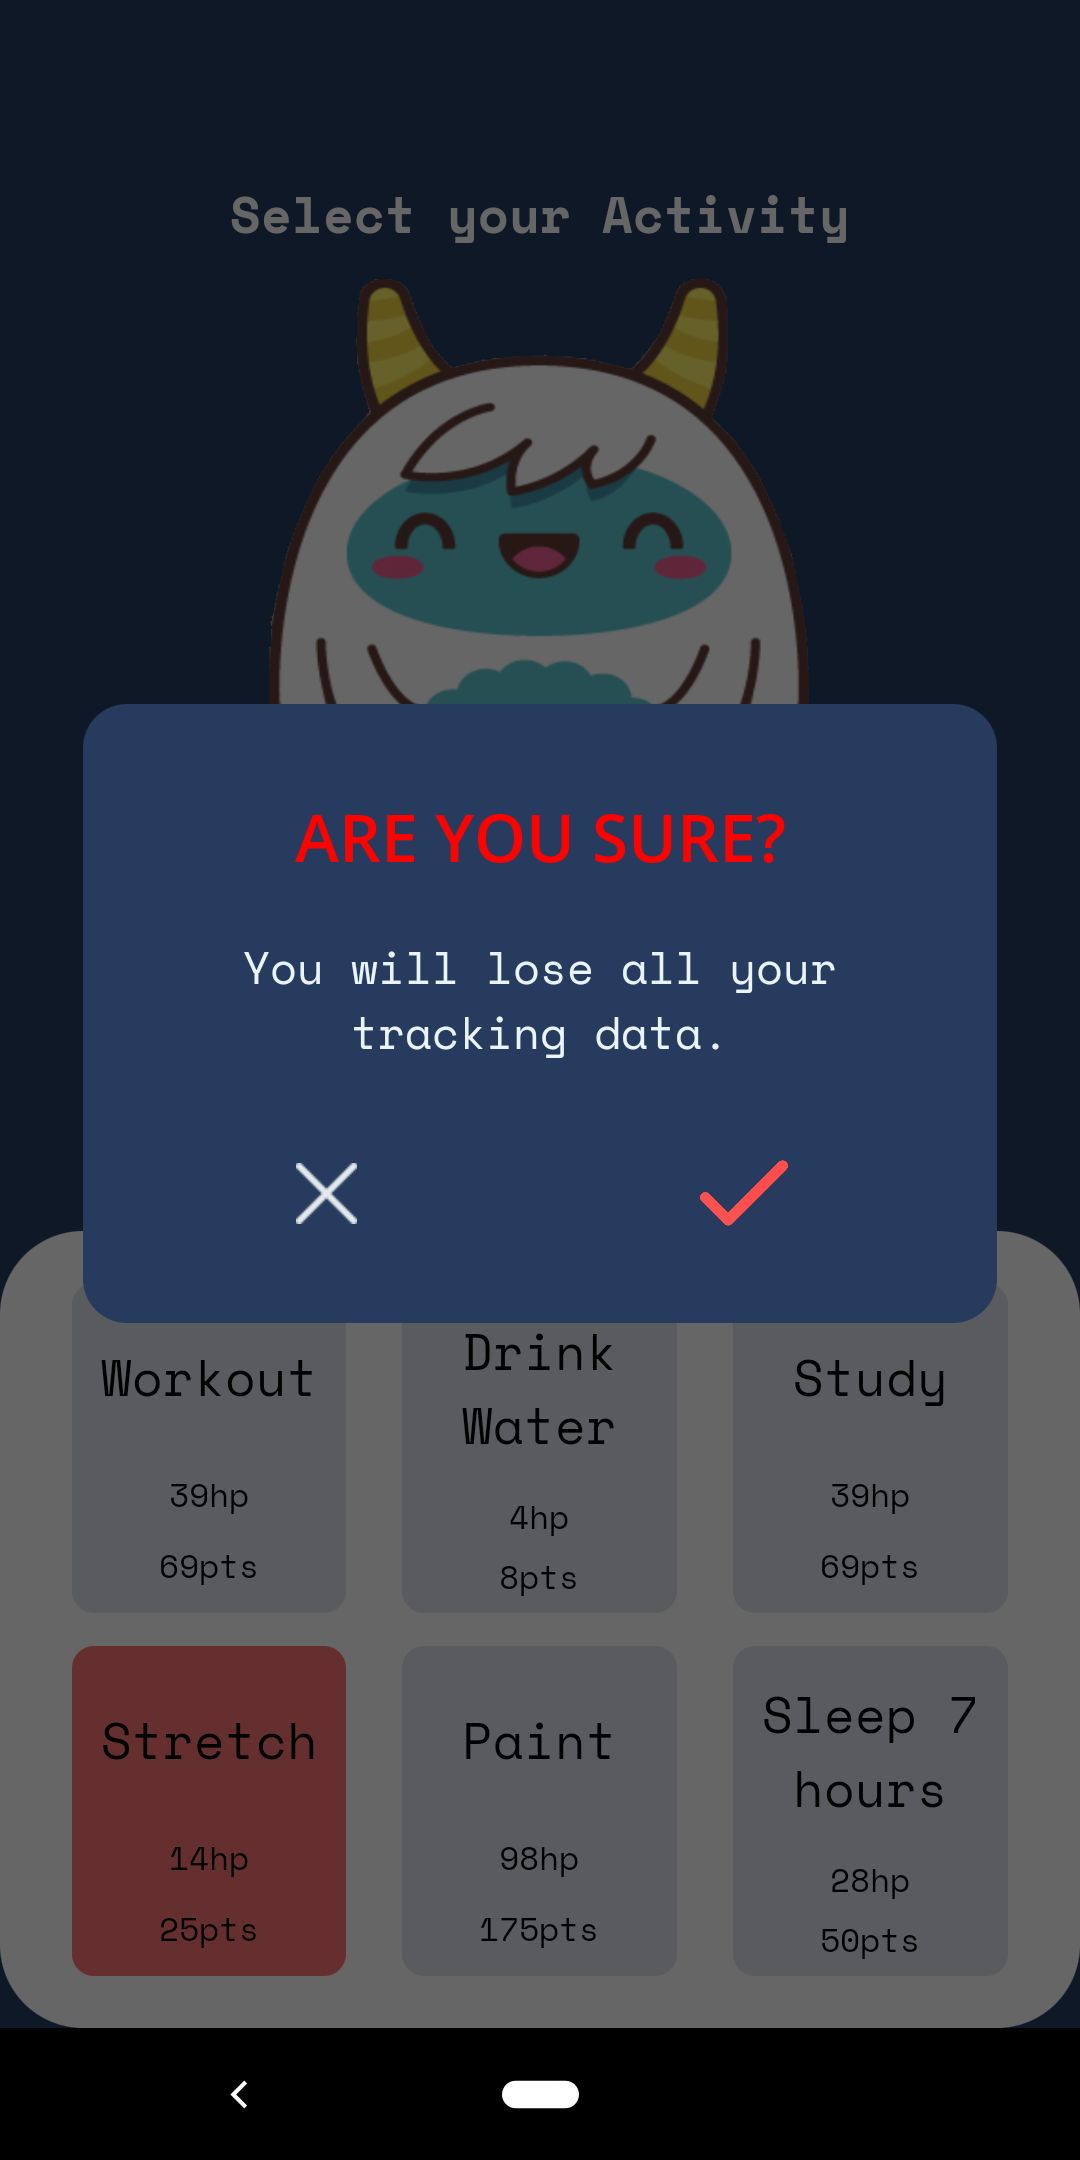 Select your Activity
ARE YOU SURE?
You will lose all your
tracking data.
Workout
39hp
69pts
Drink
Water
4hp
8pts
Study
39hp
69pts
Stretch
14hp
25pts
Paint
98hp
175pts
Sleep 7
hours
28hp
50pts